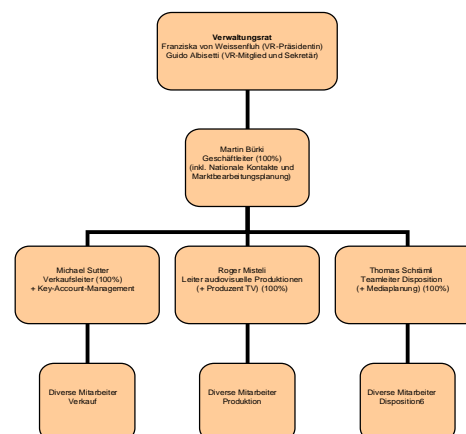 Verwaltungsrat
Franziska von Weissenfluh (VR-Präsidentin)
Guido Albisetti (VR-Mitglied und Sekretär)
Martin Bürki
Geschäftleiter (100%)
(inkl. Nationale Kontakte und
Marktbearbeitungsplanung)
Michael Sutter
Verkaufsleiter (100%)
+ Key-Account-Management
Roger Misteli
Leiter audiovisuelle Produktionen
(+ Produzent TV) (100%)
Thomas Schrämli
Teamleiter Disposition
(+ Mediaplanung) (100%)
Diverse Mitarbeiter
Verkauf
Diverse Mitarbeiter
Produktion
Diverse Mitarbeiter
Disposition6